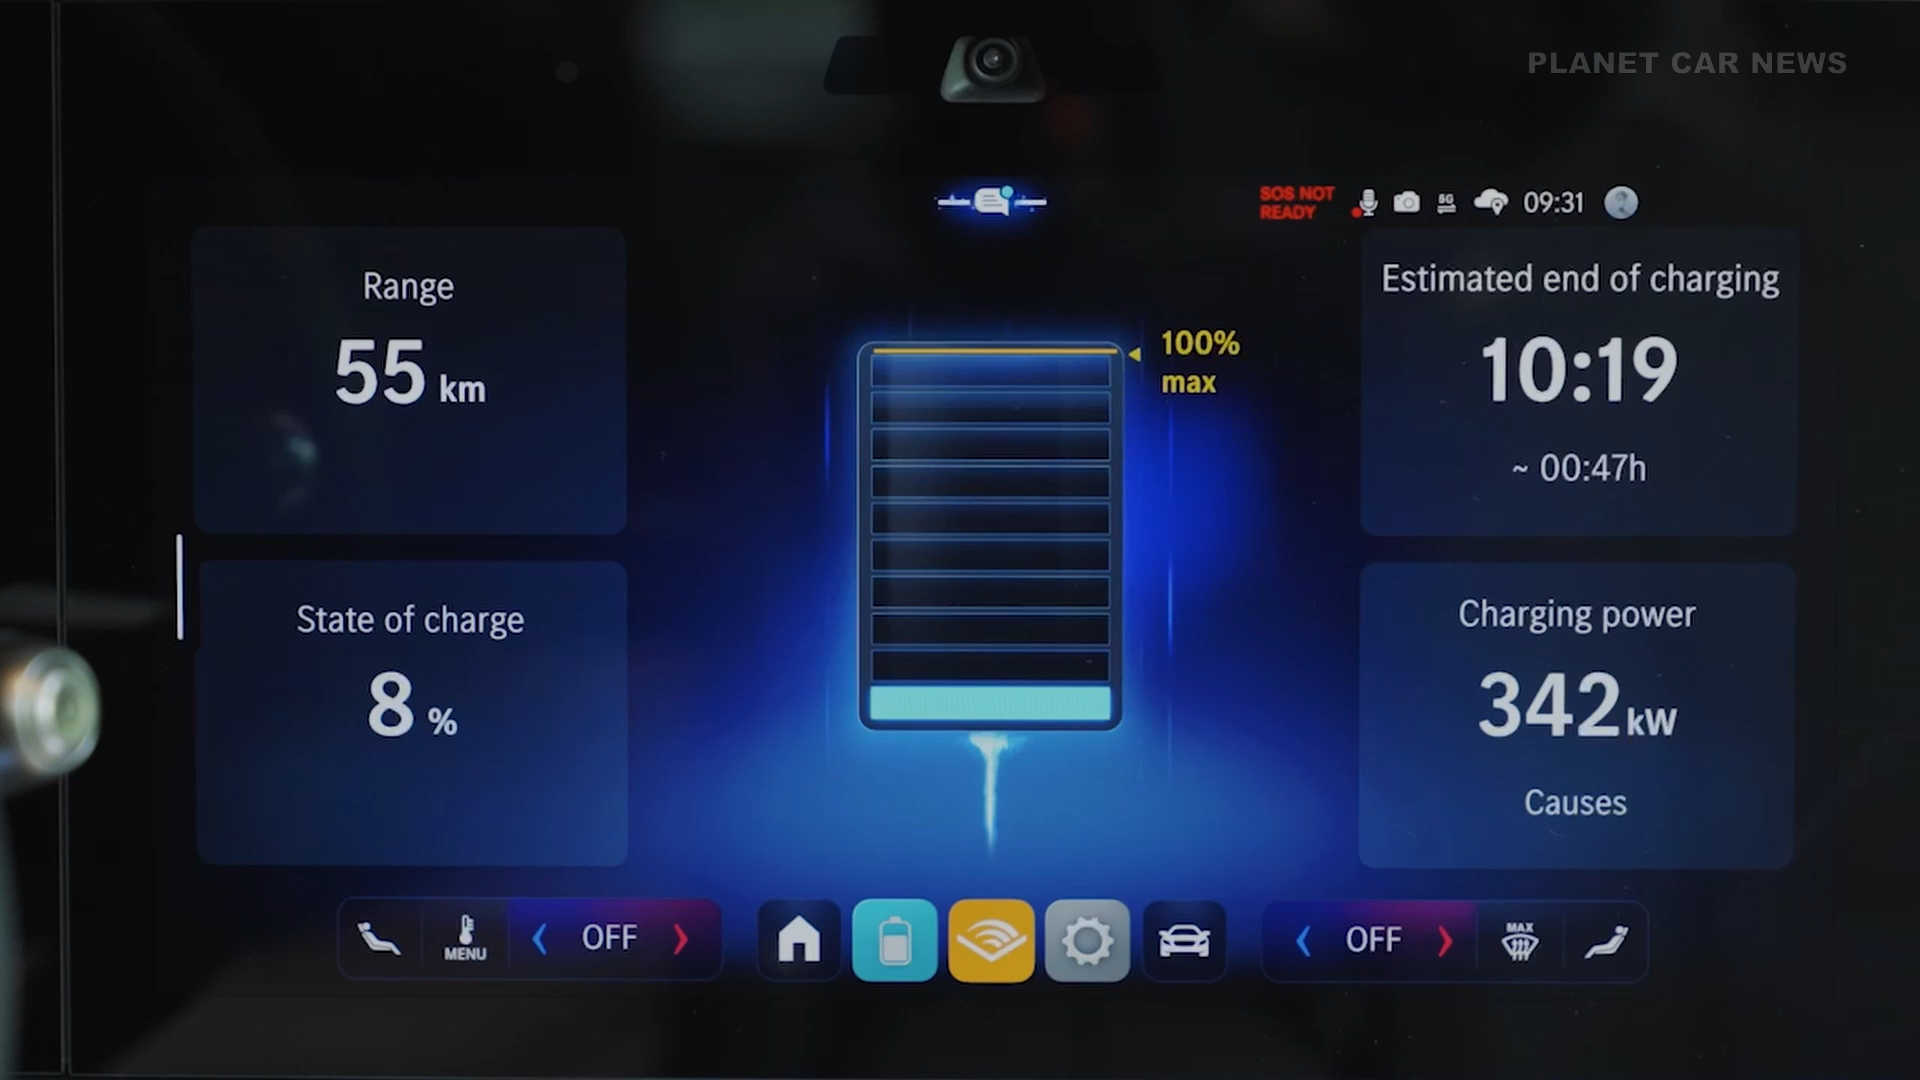 PLANET CAR NEWS
SOS NOT
READY
5G
09:31
Range
55 km
State of charge
8 %
100%
max
Estimated end of charging
10:19
~ 00:47h
Charging power
342 kW
Causes
MENU
OFF
OFF
MAX